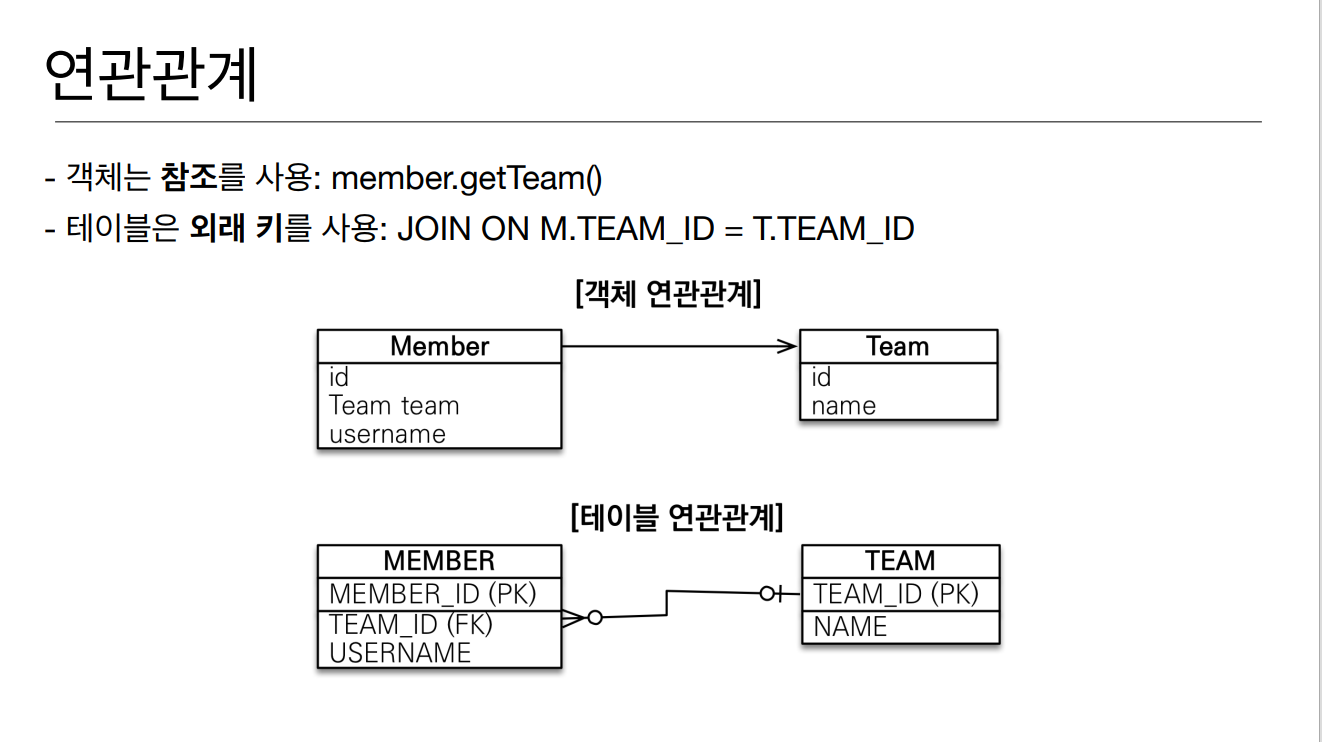 연관관계
- 객체는 참조를 사용: member.getTeam()
- 테이블은 외래 키를 사용: JOIN ON M.TEAM_ID = T.TEAM_ID
[객체 연관관계]
Member
id
Team team
username
Team
id
name
[테이블 연관관계]
MEMBER
MEMBER_ID (PK)
TEAM_ID (FK)
USERNAME
TEAM
TEAM_ID (PK)
NAME